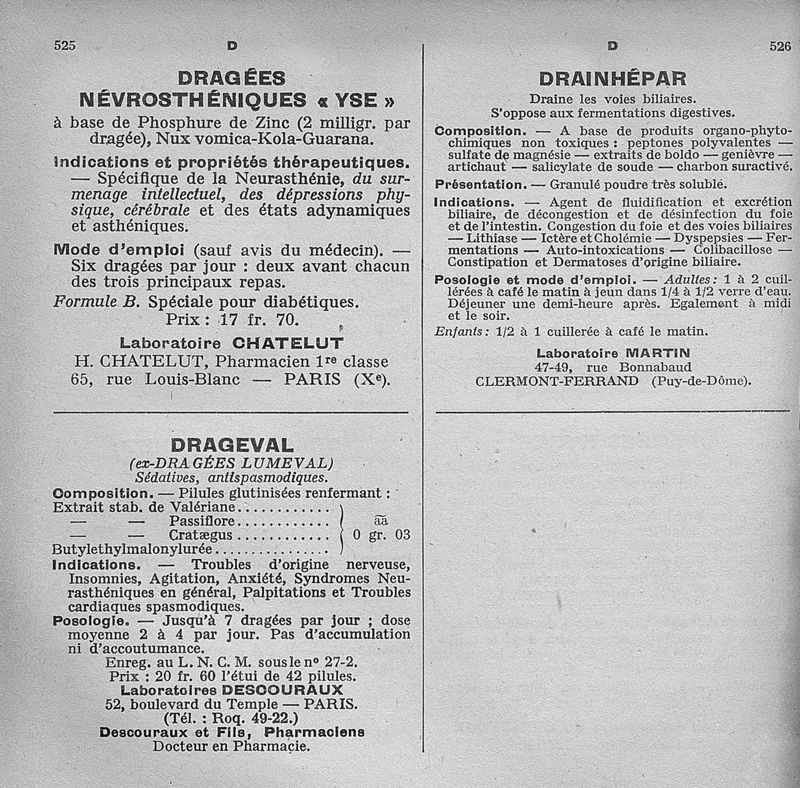 525
D
DRAGÉES
NÉVROSTHÉNIQUES « YSE »
à base de Phosphure de Zinc (2 milligr. par
dragée), Nux vomica-Kola-Guarana.
Indications et propriétés thérapeutiques.
— Spécifique de la Neurasthénie, du sur-
menage intellectuel, des dépressions phy-
sique, cérébrale et des états adynamiques
et asthéniques.
Mode d'emploi (sauf avis du médecin). —
Six dragées par jour : deux avant chacun
des trois principaux repas.
Formule B. Spéciale pour diabétiques.
Prix : 17 fr. 70.
Laboratoire CHATELUT
H. CHATELUT, Pharmacien 1re classe
65, rue Louis-Blanc — PARIS (Xe).
DRAGEVAL
(ex-DRAGÉES LUMEVAL)
Sédatives, antispasmodiques.
Composition. — Pilules glutinisées renfermant :
Extrait stab. de Valériane............
— — Passiflore............ āā
— — Cratægus............ 0 gr. 03
Butylethylmalonylurée...............
Indications. — Troubles d'origine nerveuse,
Insomnies, Agitation, Anxiété, Syndromes Neu-
rasthéniques en général, Palpitations et Troubles
cardiaques spasmodiques.
Posologie. — Jusqu'à 7 dragées par jour ; dose
moyenne 2 à 4 par jour. Pas d'accumulation
ni d'accoutumance.
Enreg. au L. N. C. M. sous le no 27-2.
Prix : 20 fr. 60 l'étui de 42 pilules.
Laboratoires DESCOURAUX
52, boulevard du Temple — PARIS.
(Tél. : Roq. 49-22.)
Descouraux et Fils, Pharmaciens
Docteur en Pharmacie.
D
526
DRAINHÉPAR
Draine les voies biliaires.
S'oppose aux fermentations digestives.
Composition. — A base de produits organo-phyto-
chimiques non toxiques : peptones polyvalentes —
sulfate de magnésie — extraits de boldo — genièvre —
artichaut — salicylate de soude — charbon suractivé.
Présentation. — Granulé poudre très soluble.
Indications. — Agent de fluidification et excrétion
biliaire, de décongestion et de désinfection du foie
et de l'intestin. Congestion du foie et des voies biliaires
— Lithiase — Ictère et Cholémie — Dyspepsies — Fer-
mentations — Auto-intoxications — Colibacillose —
Constipation et Dermatoses d'origine biliaire.
Posologie et mode d'emploi. — Adultes : 1 à 2 cuil-
lérées à café le matin à jeun dans 1/4 à 1/2 verre d'eau.
Déjeuner une demi-heure après. Egalement à midi
et le soir.
Enfants : 1/2 à 1 cuillerée à café le matin.
Laboratoire MARTIN
47-49, rue Bonnabaud
CLERMONT-FERRAND (Puy-de-Dôme).